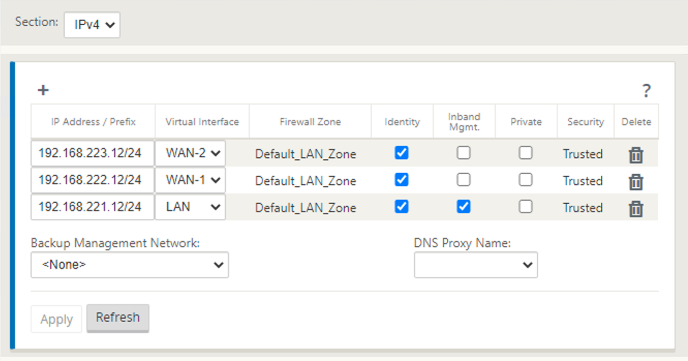 Section: IPv4
+ ?
IP Address / Prefix Virtual Interface Firewall Zone Identity Inband Mgmt. Private Security Delete
192.168.223.12/24 WAN-2 Default_LAN_Zone Trusted
192.168.222.12/24 WAN-1 Default_LAN_Zone Trusted
192.168.221.12/24 LAN Default_LAN_Zone Trusted
Backup Management Network: DNS Proxy Name:
<None>
Apply Refresh